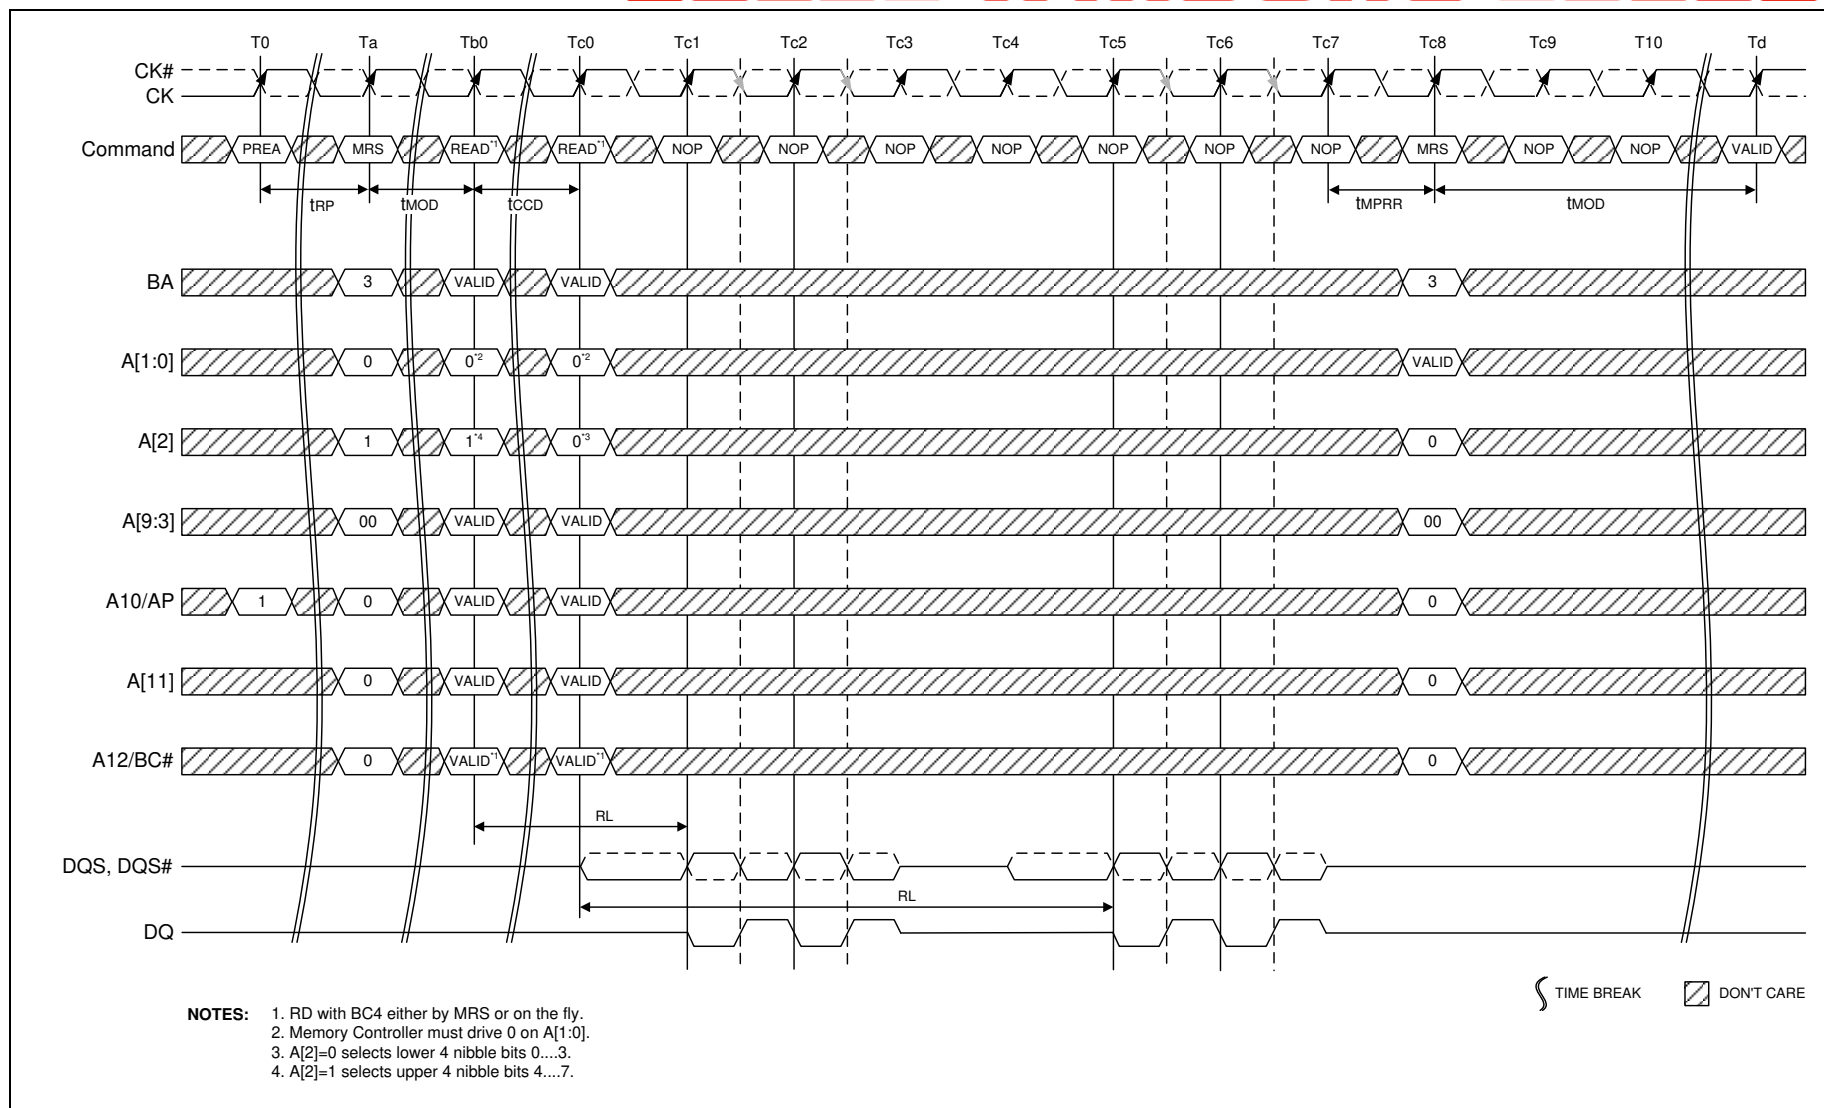 T0 Ta Tb0 Tc0 Tc1 Tc2 Tc3 Tc4 Tc5 Tc6 Tc7 Tc8 Tc9 T10 Td
CK#
CK
Command PREA MRS READ*1 READ*1 NOP NOP NOP NOP NOP NOP NOP MRS NOP NOP VALID
tRP tMOD tCCD tMPRR tMOD
BA 3 VALID VALID 3
A[1:0] 0 0*2 0*2 VALID
A[2] 1 1*4 0*3 0
A[9:3] 00 VALID VALID 00
A10/AP 1 0 VALID VALID 0
A[11] 0 VALID VALID 0
A12/BC# 0 VALID*1 VALID*1 0
RL
DQS, DQS#
RL
DQ
TIME BREAK DON'T CARE
NOTES: 1. RD with BC4 either by MRS or on the fly.
2. Memory Controller must drive 0 on A[1:0].
3. A[2]=0 selects lower 4 nibble bits 0....3.
4. A[2]=1 selects upper 4 nibble bits 4....7.